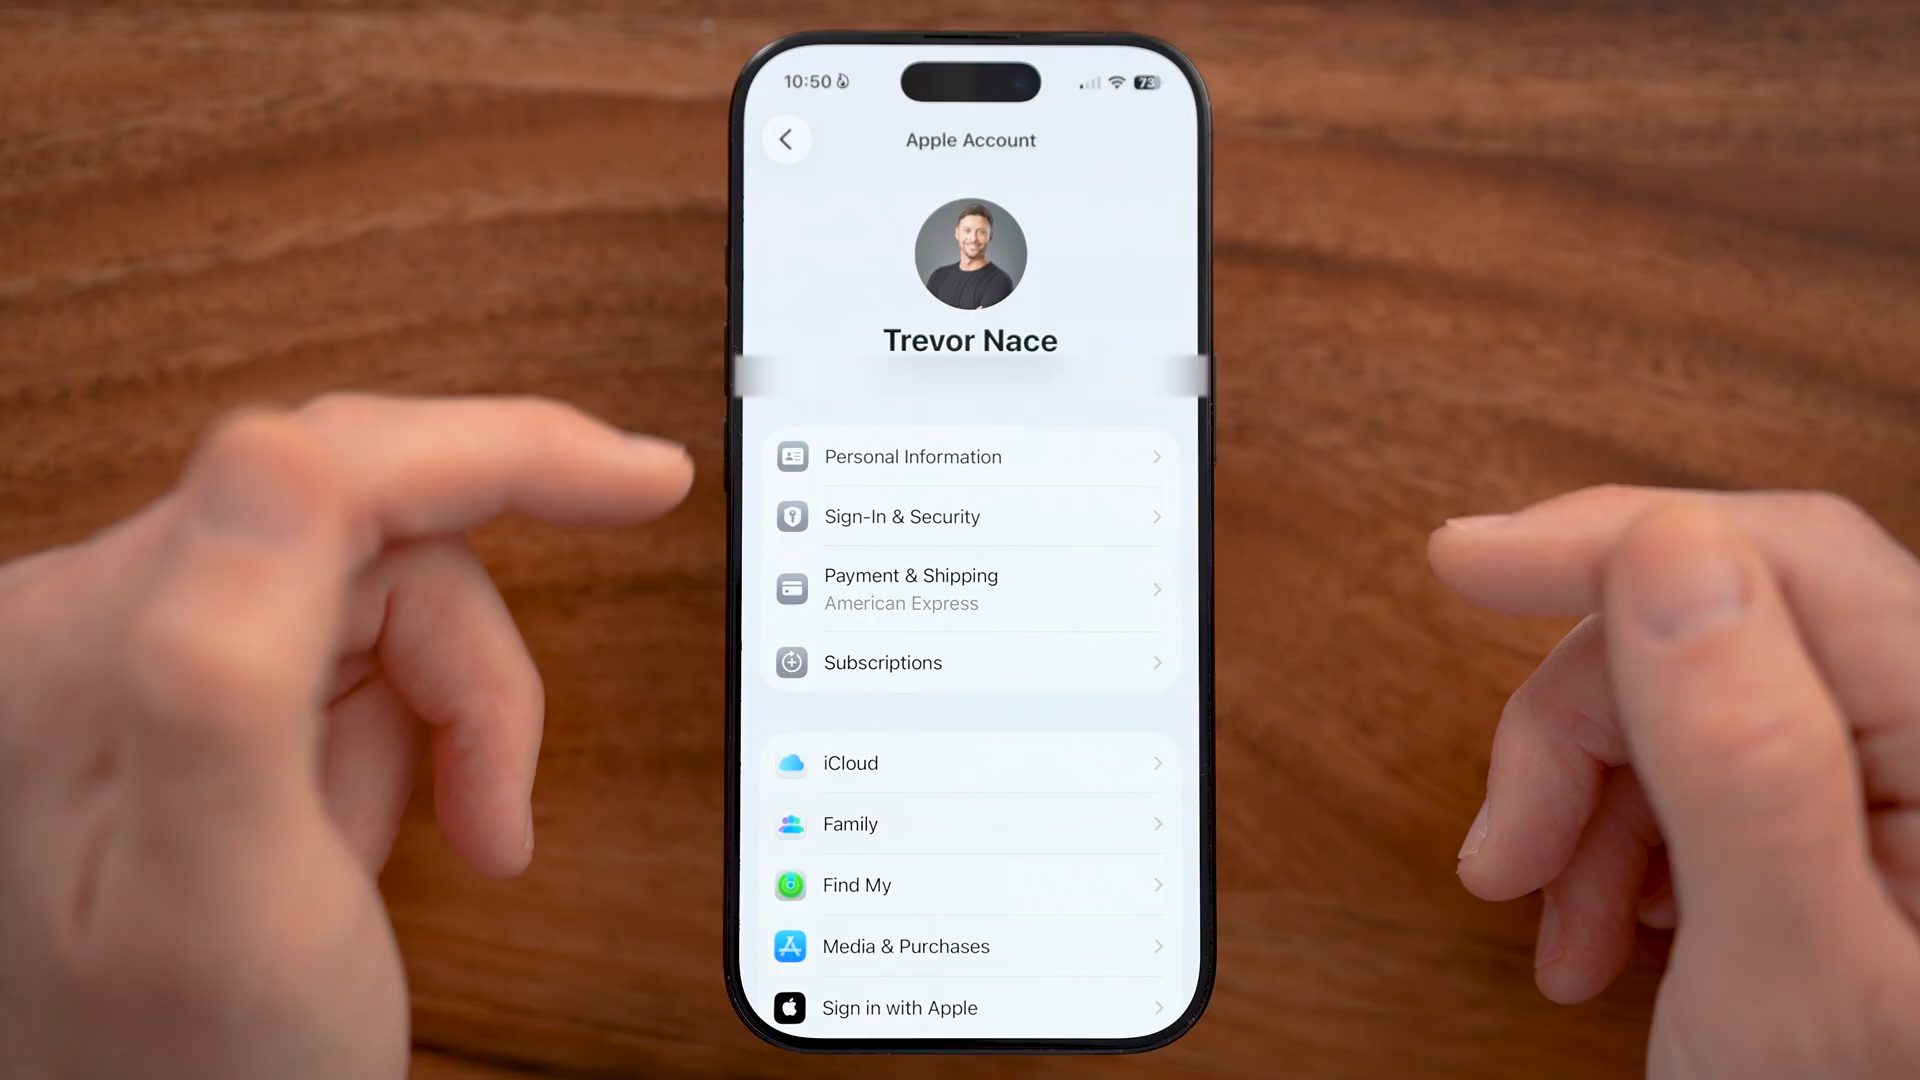 10:50
73
Apple Account
Trevor Nace
Personal Information
Sign-In & Security
Payment & Shipping
American Express
Subscriptions
iCloud
Family
Find My
Media & Purchases
Sign in with Apple